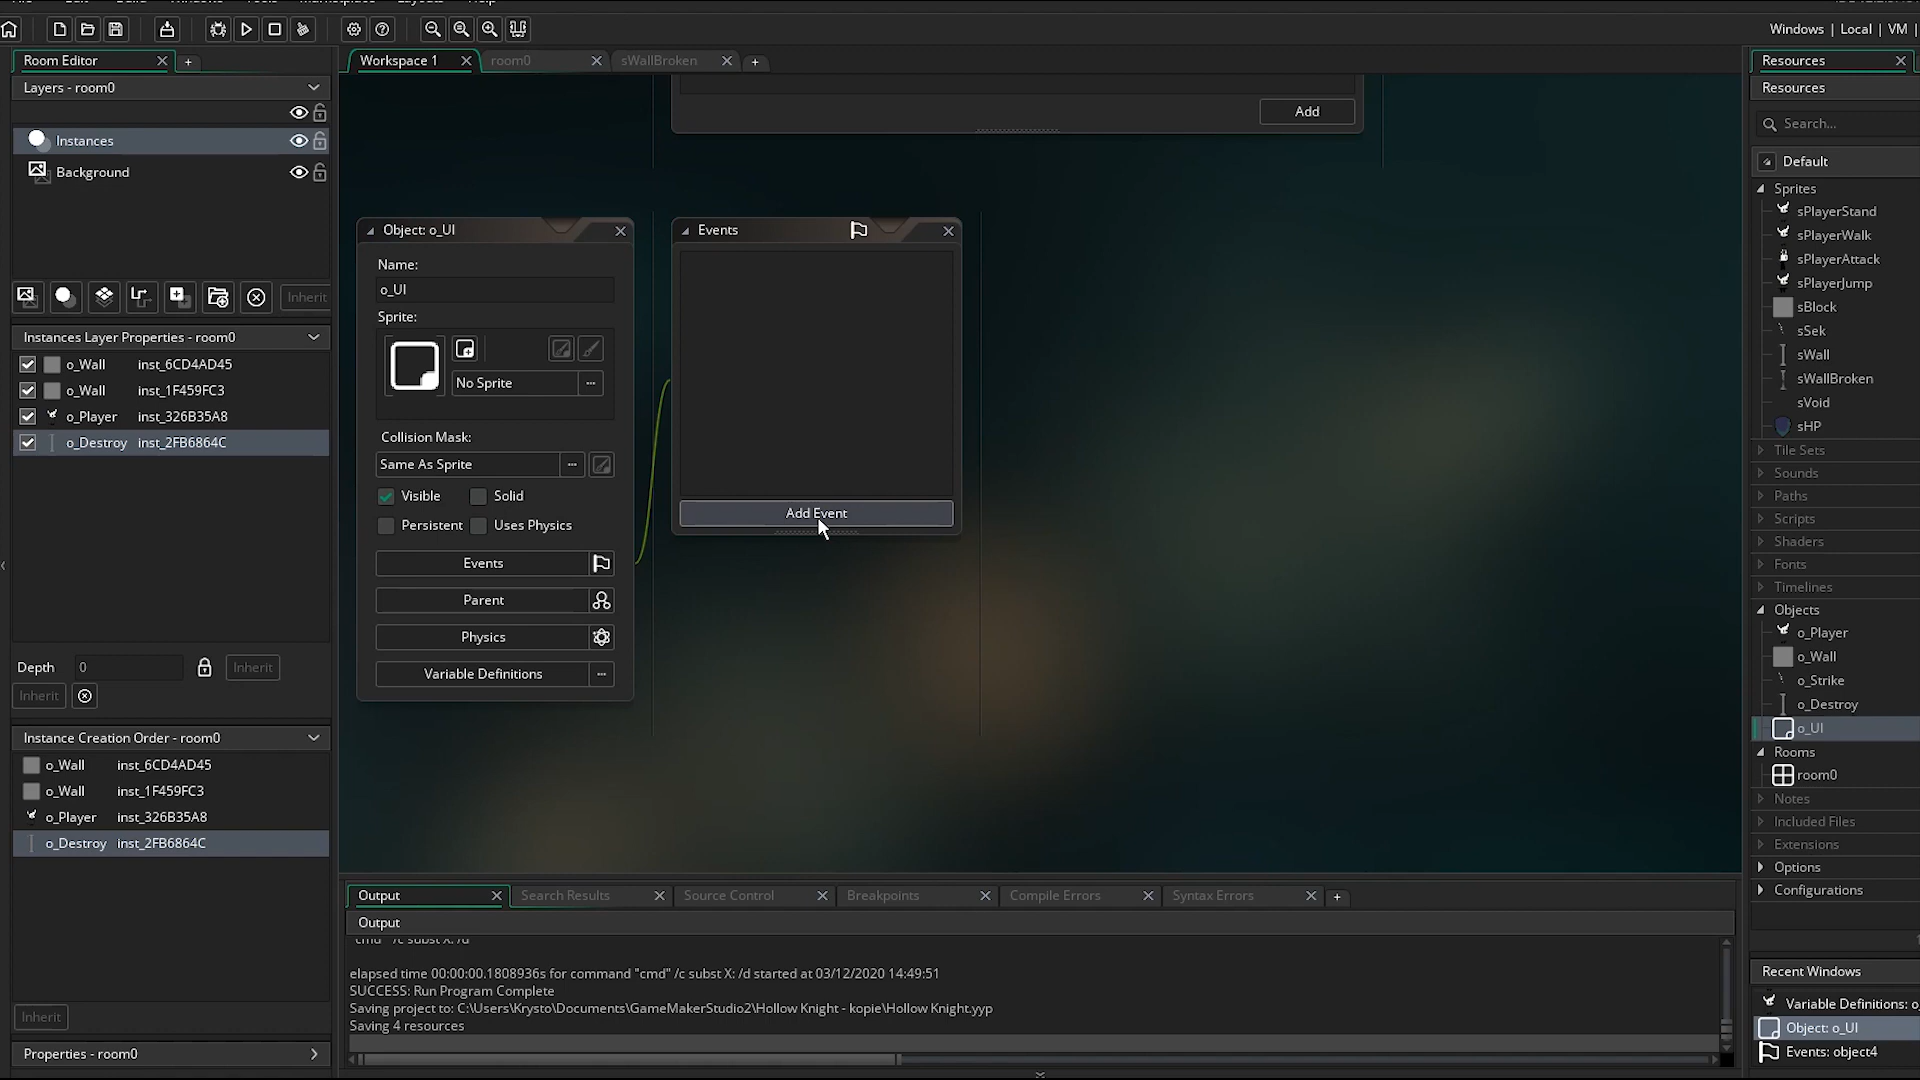 Windows | Local | VM |
Room Editor
Workspace 1
room0
sWallBroken
Resources
Layers - room0
Resources
Add
Search...
Instances
Background
Default
Sprites
sPlayerStand
sPlayerWalk
sPlayerAttack
sPlayerJump
sBlock
sSek
sWall
sWallBroken
sVoid
sHP
Tile Sets
Sounds
Paths
Scripts
Shaders
Fonts
Timelines
Objects
o_Player
o_Wall
o_Strike
o_Destroy
o_UI
Rooms
room0
Notes
Included Files
Extensions
Options
Configurations
Inherit
Instances Layer Properties - room0
o_Wall inst_6CD4AD45
o_Wall inst_1F459FC3
o_Player inst_326B35A8
o_Destroy inst_2FB6864C
Depth 0 Inherit
Inherit
Instance Creation Order - room0
o_Wall inst_6CD4AD45
o_Wall inst_1F459FC3
o_Player inst_326B35A8
o_Destroy inst_2FB6864C
Inherit
Properties - room0
Object: o_UI
Name:
o_UI
Sprite:
No Sprite
Collision Mask:
Same As Sprite
Visible Solid
Persistent Uses Physics
Events
Parent
Physics
Variable Definitions
Events
Add Event
Output
Search Results
Source Control
Breakpoints
Compile Errors
Syntax Errors
Output
"cmd" /c subst X: /d
elapsed time 00:00:00.1808936s for command "cmd" /c subst X: /d started at 03/12/2020 14:49:51
SUCCESS: Run Program Complete
Saving project to: C:\Users\Krysto\Documents\GameMakerStudio2\Hollow Knight - kopie\Hollow Knight.yyp
Saving 4 resources
Recent Windows
Variable Definitions: o
Object: o_UI
Events: object4